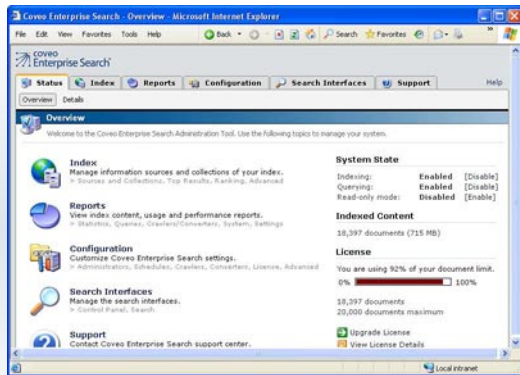 Coveo Enterprise Search - Overview - Microsoft Internet Explorer
File Edit View Favorites Tools Help Back Search Favorites
coveo
Enterprise Search
Status Index Reports Configuration Search Interfaces Support Help
Overview Details
Overview
Welcome to the Coveo Enterprise Search Administration Tool. Use the following topics to manage your system.
Index
Manage information sources and collections of your index.
> Sources and Collections, Top Results, Ranking, Advanced
Reports
View index content, usage and performance reports.
> Statistics, Queries, Crawlers/Converters, System, Settings
Configuration
Customize Coveo Enterprise Search settings.
> Administrators, Schedules, Crawlers, Converters, License, Advanced
Search Interfaces
Manage the search interfaces.
> Control Panel, Search
Support
Contact Coveo Enterprise Search support center.
System State
Indexing: Enabled [Disable]
Querying: Enabled [Disable]
Read-only mode: Disabled [Enable]
Indexed Content
18,397 documents (715 MB)
License
You are using 92% of your document limit.
0% 100%
18,397 documents
20,000 documents maximum
Upgrade License
View License Details
Local intranet